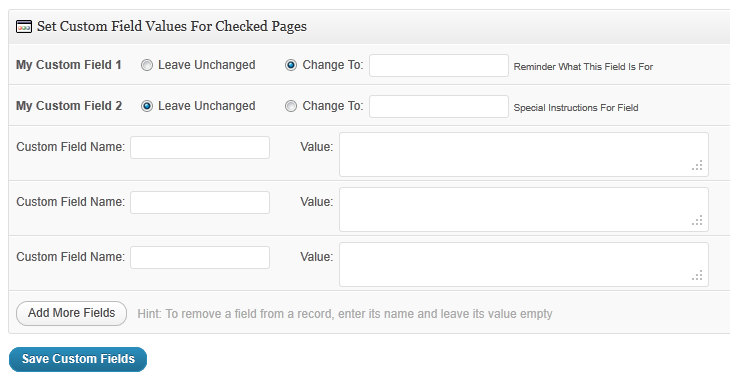 Set Custom Field Values For Checked Pages
My Custom Field 1 Leave Unchanged Change To: Reminder What This Field Is For
My Custom Field 2 Leave Unchanged Change To: Special Instructions For Field
Custom Field Name: Value:
Custom Field Name: Value:
Custom Field Name: Value:
Add More Fields Hint: To remove a field from a record, enter its name and leave its value empty
Save Custom Fields